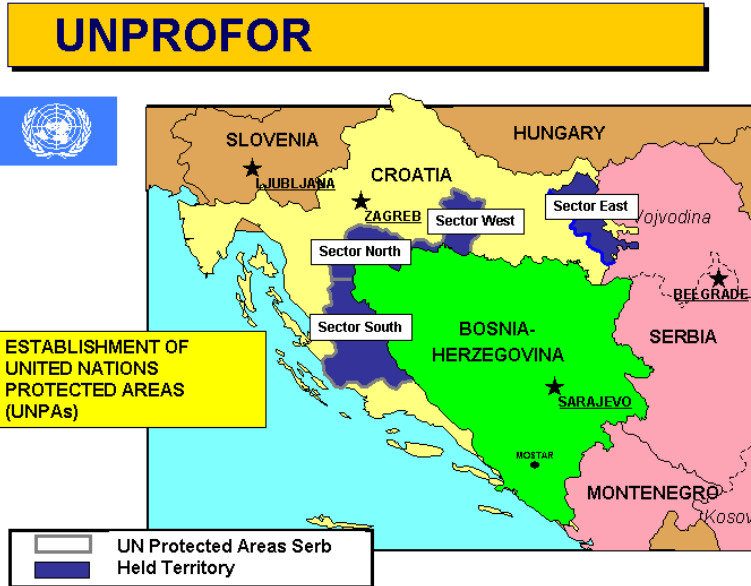 UNPROFOR
SLOVENIA
HUNGARY
LJUBLJANA
CROATIA
ZAGREB
Sector West
Sector East
Vojvodina
Sector North
BELGRADE
Sector South
BOSNIA-
HERZEGOVINA
SERBIA
ESTABLISHMENT OF
UNITED NATIONS
PROTECTED AREAS
(UNPAs)
SARAJEVO
MOSTAR
MONTENEGRO
Kosov
UN Protected Areas Serb
Held Territory